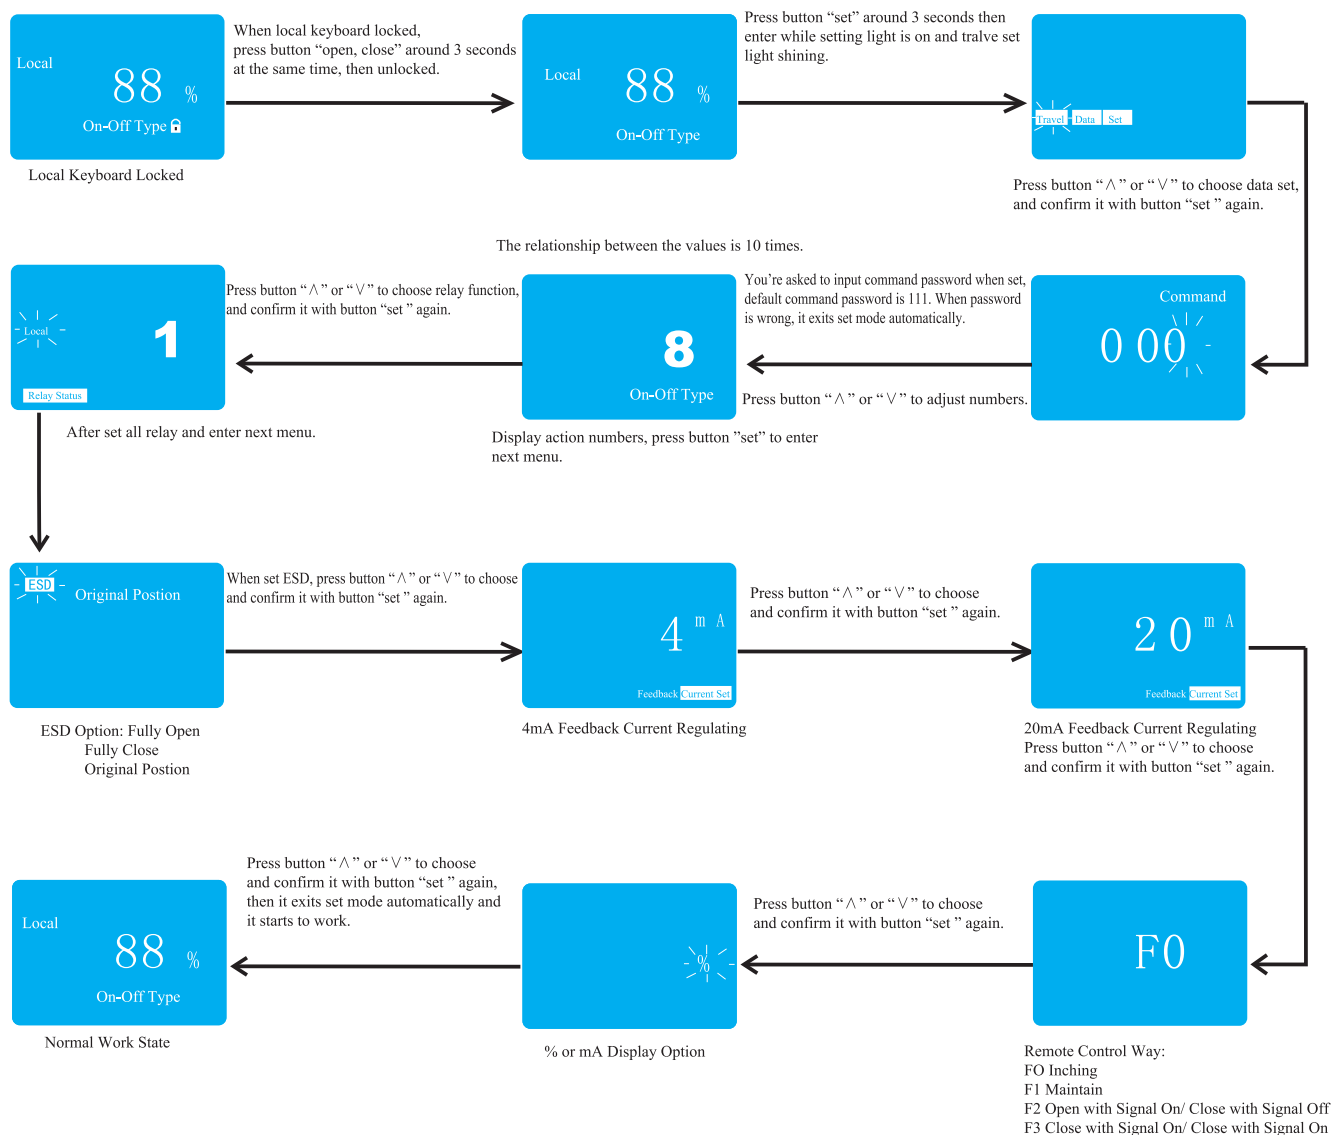 Local
88 %
On-Off Type
Local Keyboard Locked
When local keyboard locked,
press button “open, close” around 3 seconds
at the same time, then unlocked.
Local
88 %
On-Off Type
Press button “set” around 3 seconds then
enter while setting light is on and tralve set
light shining.
Travel Data Set
Press button “∧” or “∨” to choose data set,
and confirm it with button “set ” again.
The relationship between the values is 10 times.
Command
0 0 0
You’re asked to input command password when set,
default command password is 111. When password
is wrong, it exits set mode automatically.
Press button “∧” or “∨” to adjust numbers.
8
On-Off Type
Display action numbers, press button ”set” to enter
next menu.
Press button “∧” or “∨” to choose relay function,
and confirm it with button “set ” again.
Local
1
Relay Status
After set all relay and enter next menu.
ESD
Original Postion
ESD Option: Fully Open
Fully Close
Original Postion
When set ESD, press button “∧” or “∨” to choose
and confirm it with button “set ” again.
4 m A
Feedback Current Set
4mA Feedback Current Regulating
Press button “∧” or “∨” to choose
and confirm it with button “set ” again.
20 m A
Feedback Current Set
20mA Feedback Current Regulating
Press button “∧” or “∨” to choose
and confirm it with button “set ” again.
F0
Remote Control Way:
FO Inching
F1 Maintain
F2 Open with Signal On/ Close with Signal Off
F3 Close with Signal On/ Close with Signal On
Press button “∧” or “∨” to choose
and confirm it with button “set ” again.
%
% or mA Display Option
Press button “∧” or “∨” to choose
and confirm it with button “set ” again,
then it exits set mode automatically and
it starts to work.
Local
88 %
On-Off Type
Normal Work State